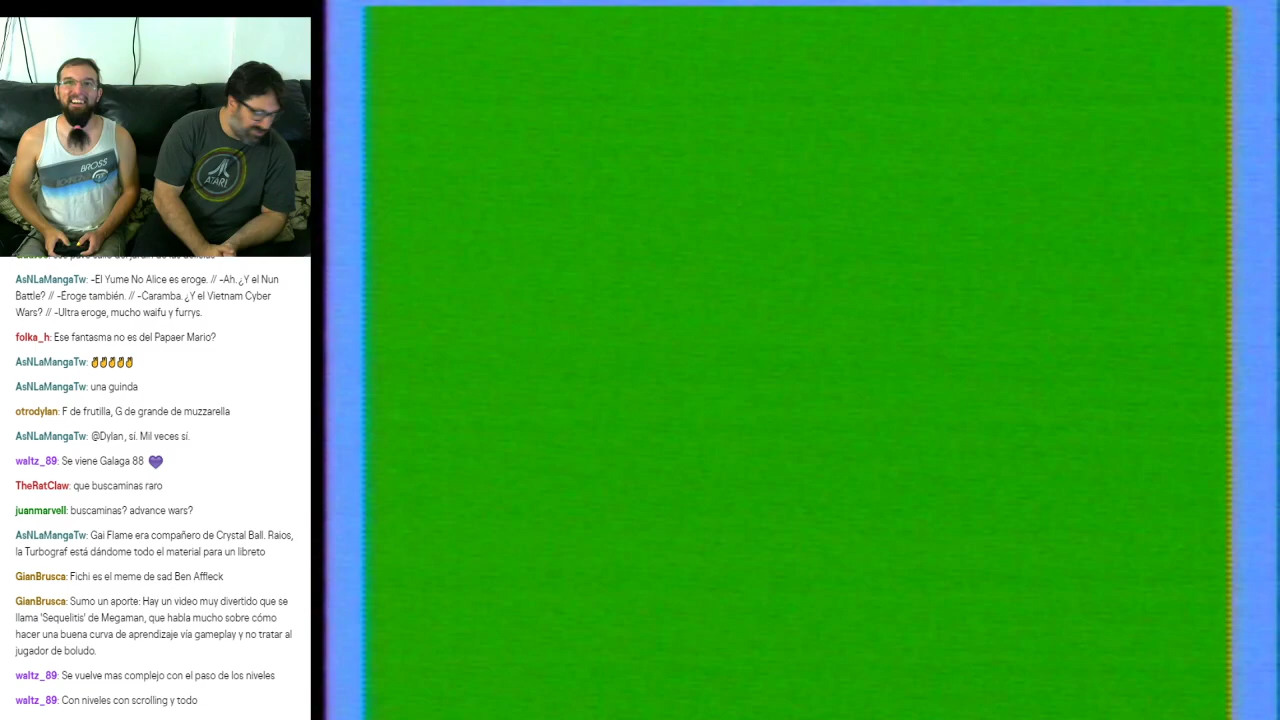 BROSS
ATARI
AsNLaMangaTw: -El Yume No Alice es eroge. // -Ah. ¿Y el Nun
Battle? // -Eroge también. // -Caramba. ¿Y el Vietnam Cyber
Wars? // -Ultra eroge, mucho waifu y furrys.
folka_h: Ese fantasma no es del Papaer Mario?
AsNLaMangaTw:
AsNLaMangaTw: una guinda
otrodylan: F de frutilla, G de grande de muzzarella
AsNLaMangaTw: @Dylan, sí. Mil veces sí.
waltz_89: Se viene Galaga 88
TheRatClaw: que buscaminas raro
juanmarvell: buscaminas? advance wars?
AsNLaMangaTw: Gai Flame era compañero de Crystal Ball. Raios,
la Turbograf está dándome todo el material para un libreto
GianBrusca: Fichi es el meme de sad Ben Affleck
GianBrusca: Sumo un aporte: Hay un video muy divertido que se
llama 'Sequelitis' de Megaman, que habla mucho sobre cómo
hacer una buena curva de aprendizaje vía gameplay y no tratar al
jugador de boludo.
waltz_89: Se vuelve mas complejo con el paso de los niveles
waltz_89: Con niveles con scrolling y todo